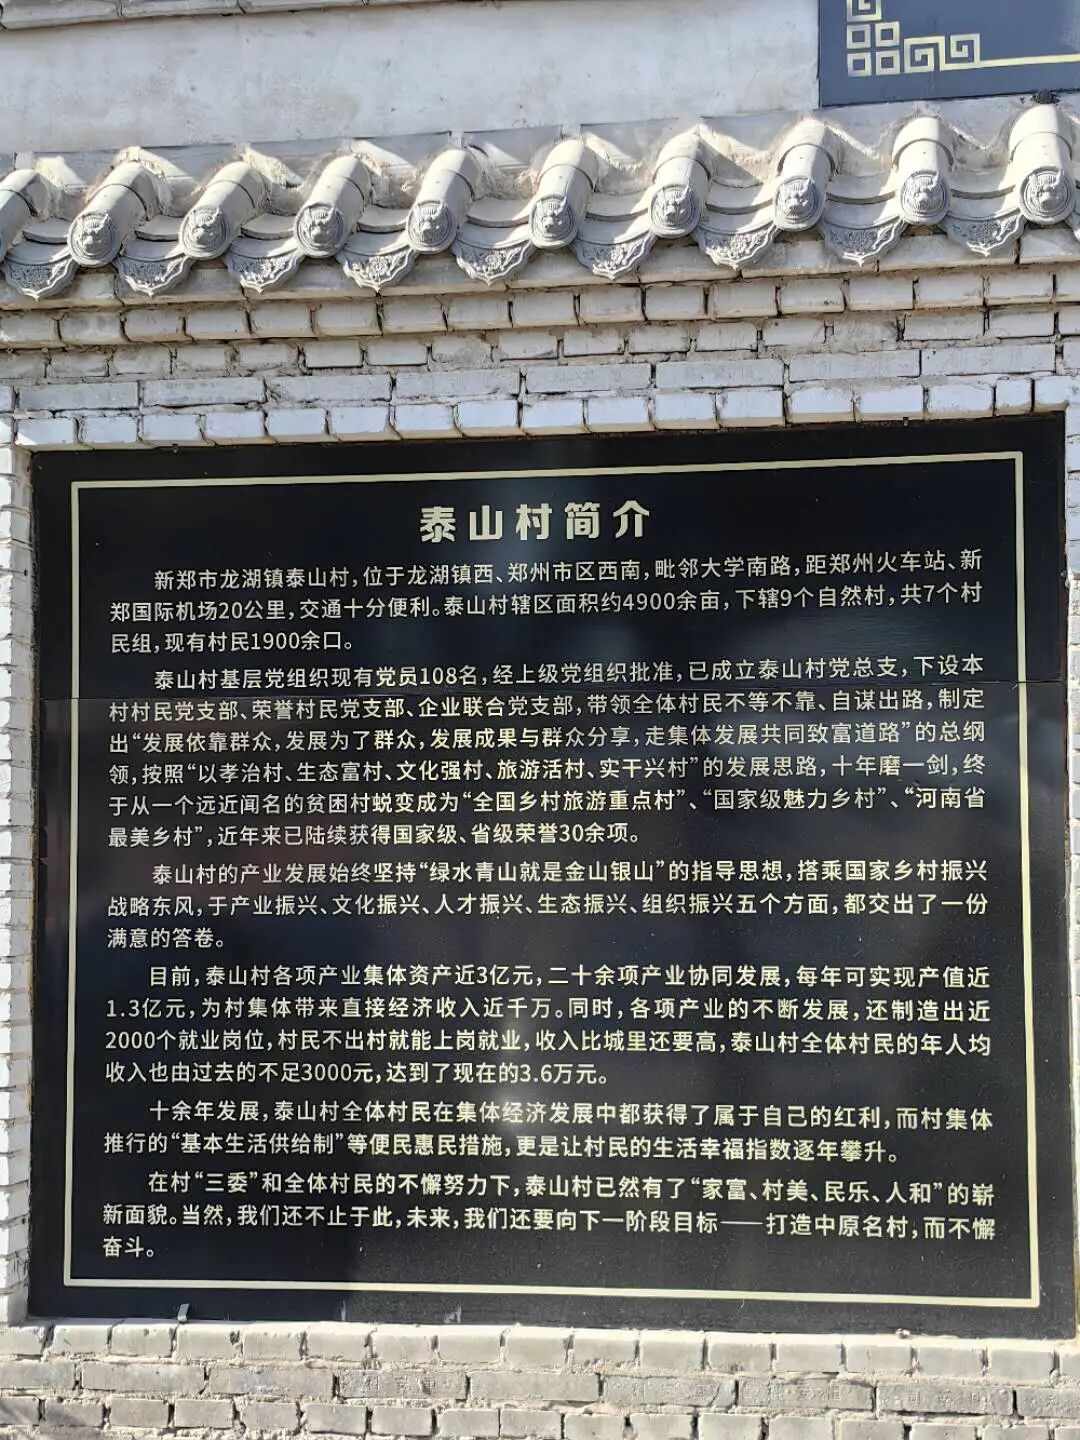 泰山村简介
新郑市龙湖镇泰山村，位于龙湖镇西、郑州市区西南，毗邻大学南路，距郑州火车站、新
郑国际机场20公里，交通十分便利。泰山村辖区面积约4900余亩，下辖9个自然村，共7个村
民组，现有村民1900余口。
泰山村基层党组织现有党员108名，经上级党组织批准，已成立泰山村党总支，下设本
村村民党支部、荣誉村民党支部、企业联合党支部，带领全体村民不等不靠、自谋出路，制定
出“发展依靠群众，发展为了群众，发展成果与群众分享，走集体发展共同致富道路”的总纲
领，按照“以孝治村、生态富村、文化强村、旅游活村、实干兴村”的发展思路，十年磨一剑，终
于从一个远近闻名的贫困村蜕变成为“全国乡村旅游重点村”、“国家级魅力乡村”、“河南省
最美乡村”，近年来已陆续获得国家级、省级荣誉30余项。
泰山村的产业发展始终坚持“绿水青山就是金山银山”的指导思想，搭乘国家乡村振兴
战略东风，于产业振兴、文化振兴、人才振兴、生态振兴、组织振兴五个方面，都交出了一份
满意的答卷。
目前，泰山村各项产业集体资产近3亿元，二十余项产业协同发展，每年可实现产值近
1.3亿元，为村集体带来直接经济收入近千万。同时，各项产业的不断发展，还制造出近
2000个就业岗位，村民不出村就能上岗就业，收入比城里还要高，泰山村全体村民的年人均
收入也由过去的不足3000元，达到了现在的3.6万元。
十余年发展，泰山村全体村民在集体经济发展中都获得了属于自己的红利，而村集体
推行的“基本生活供给制”等便民惠民措施，更是让村民的生活幸福指数逐年攀升。
在村“三委”和全体村民的不懈努力下，泰山村已然有了“家富、村美、民乐、人和”的崭
新面貌。当然，我们还不止于此，未来，我们还要向下一阶段目标——打造中原名村，而不懈
奋斗。